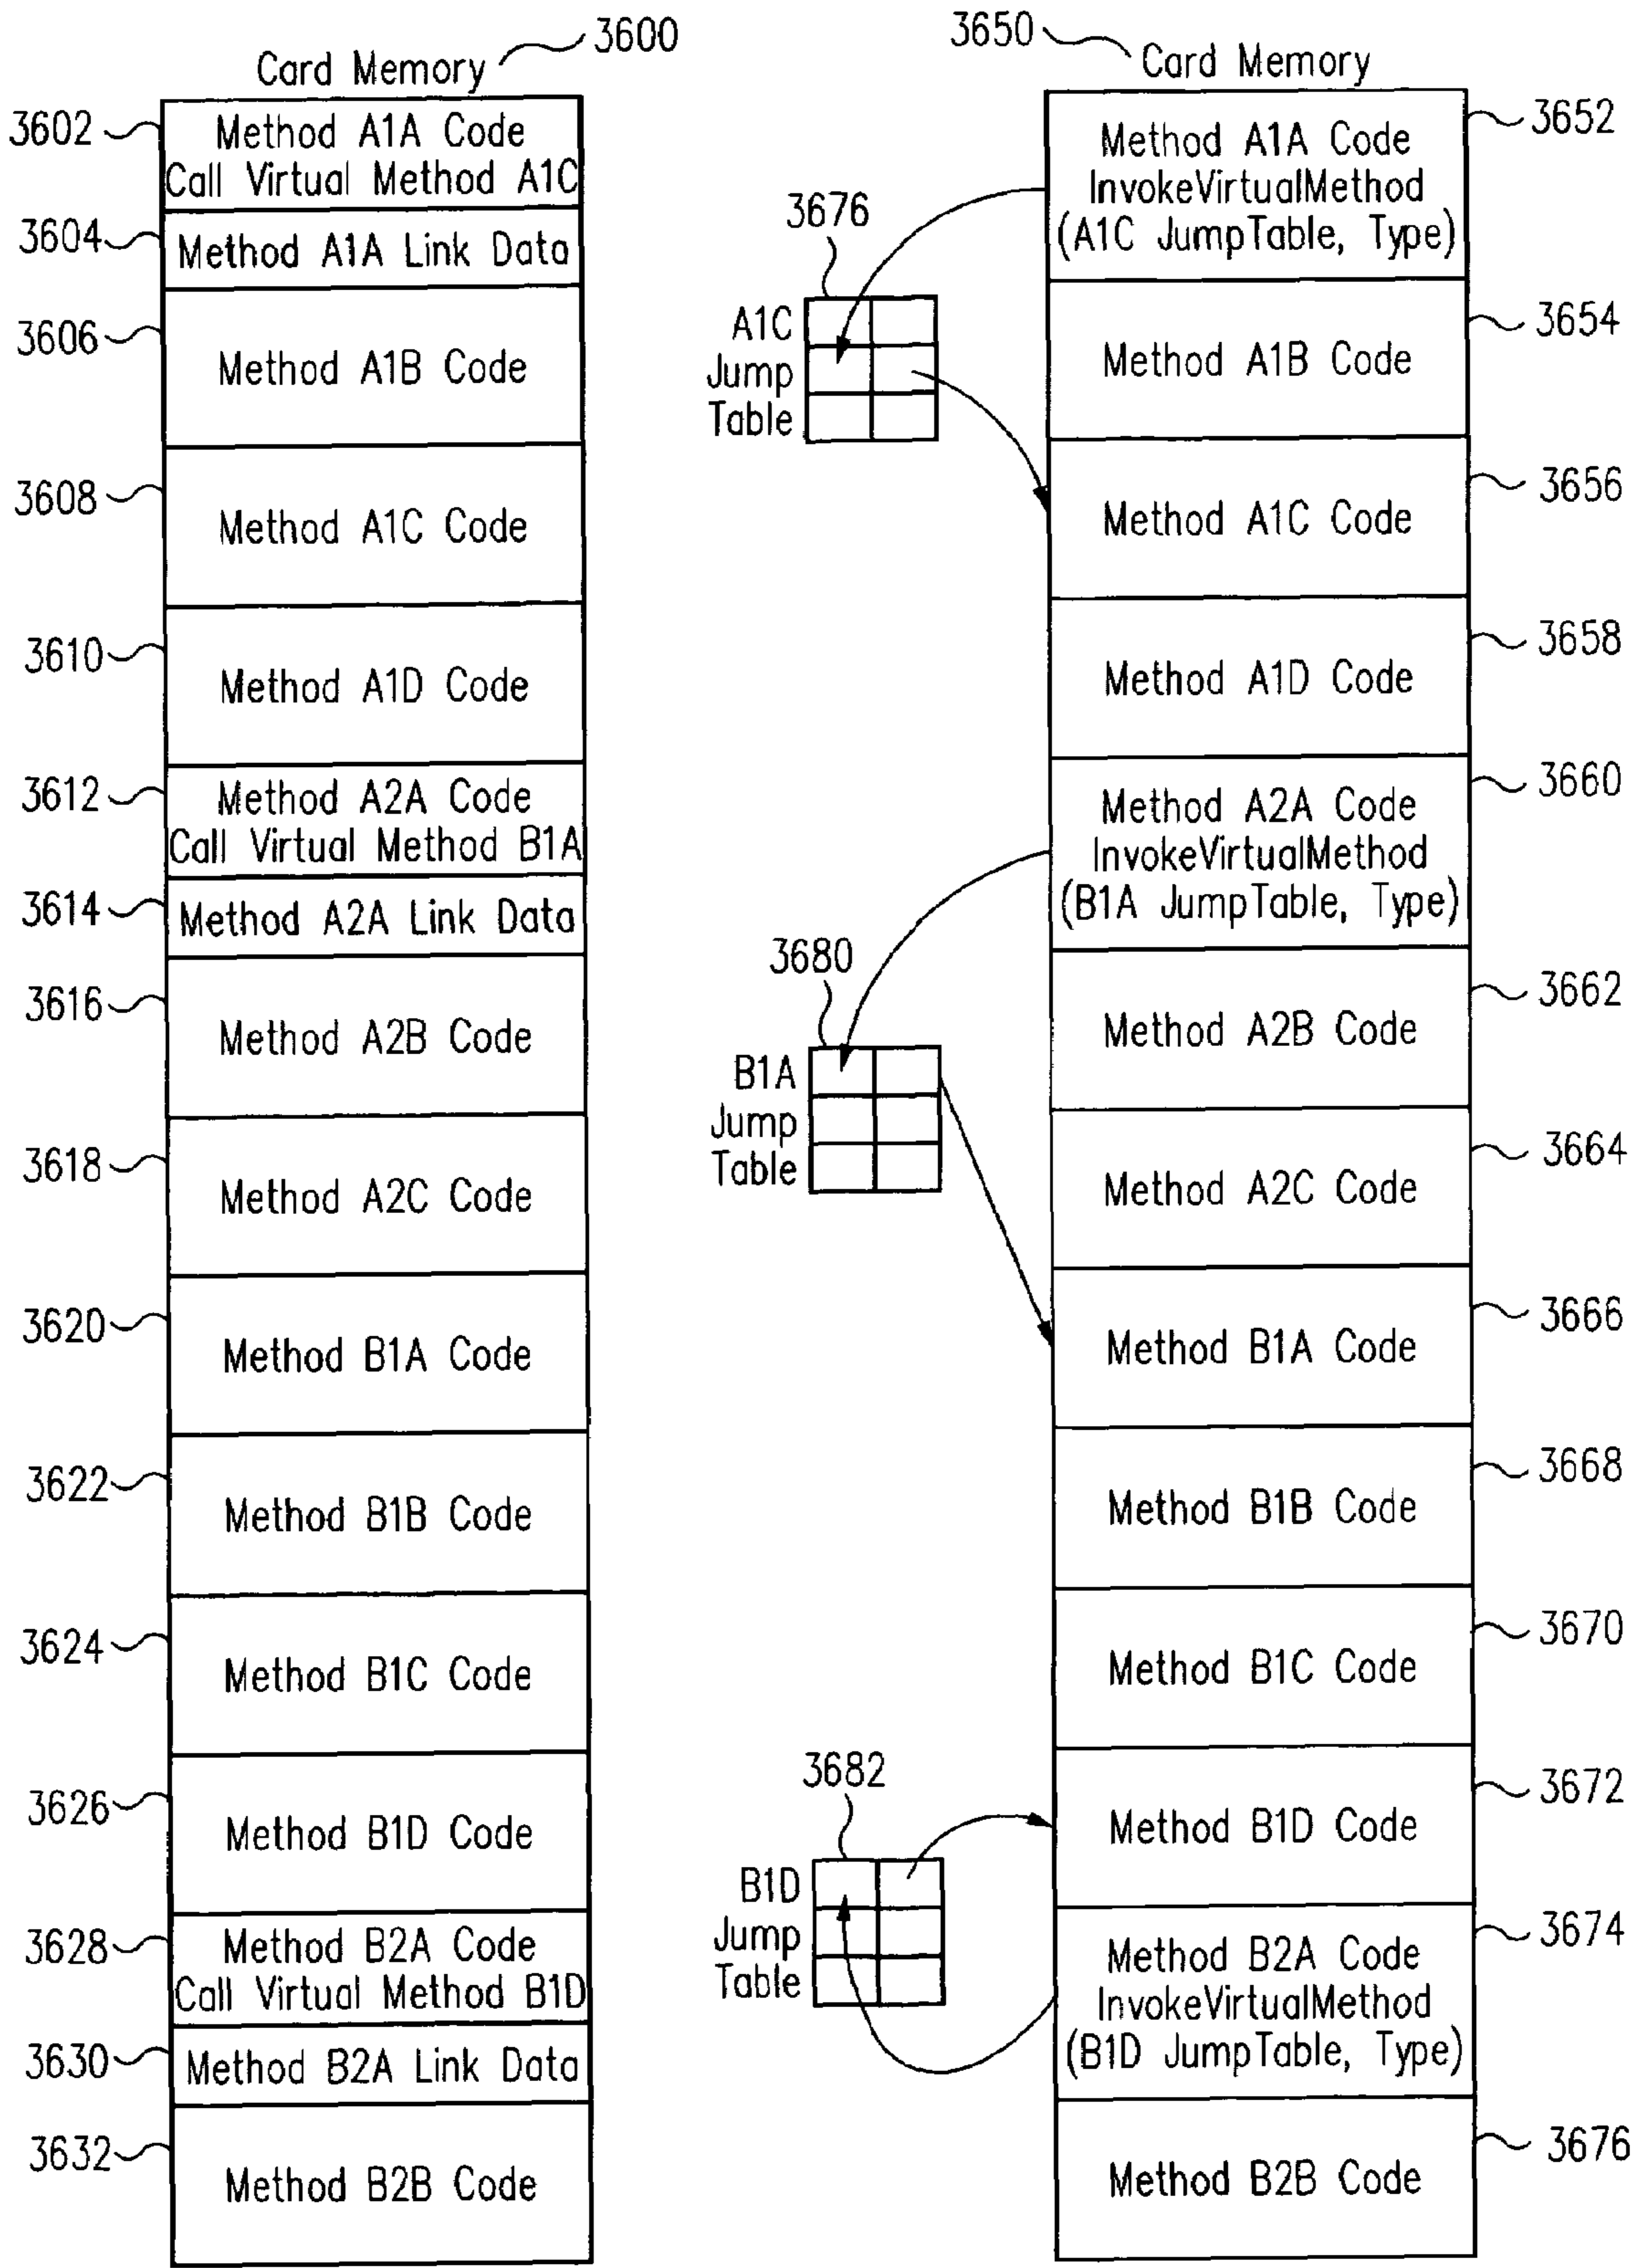 3600
Card Memory
3602
Method A1A Code
Call Virtual Method A1C
3604
Method A1A Link Data
3606
Method A1B Code
3608
Method A1C Code
3610
Method A1D Code
3612
Method A2A Code
Call Virtual Method B1A
3614
Method A2A Link Data
3616
Method A2B Code
3618
Method A2C Code
3620
Method B1A Code
3622
Method B1B Code
3624
Method B1C Code
3626
Method B1D Code
3628
Method B2A Code
Call Virtual Method B1D
3630
Method B2A Link Data
3632
Method B2B Code
3676
A1C
Jump
Table
3680
B1A
Jump
Table
3682
B1D
Jump
Table
3650
Card Memory
3652
Method A1A Code
InvokeVirtualMethod
(A1C JumpTable, Type)
3654
Method A1B Code
3656
Method A1C Code
3658
Method A1D Code
3660
Method A2A Code
InvokeVirtualMethod
(B1A JumpTable, Type)
3662
Method A2B Code
3664
Method A2C Code
3666
Method B1A Code
3668
Method B1B Code
3670
Method B1C Code
3672
Method B1D Code
3674
Method B2A Code
InvokeVirtualMethod
(B1D JumpTable, Type)
3676
Method B2B Code